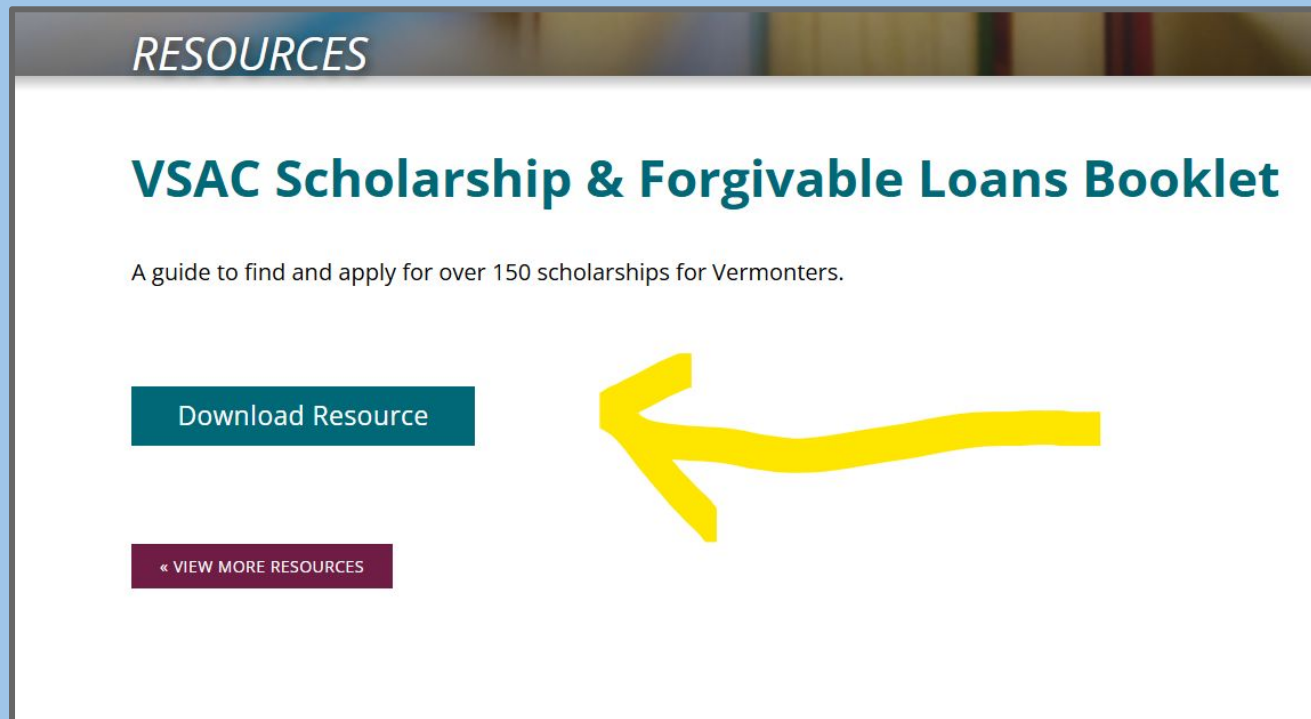 RESOURCES
VSAC Scholarship & Forgivable Loans Booklet
A guide to find and apply for over 150 scholarships for Vermonters.
Download Resource
« VIEW MORE RESOURCES